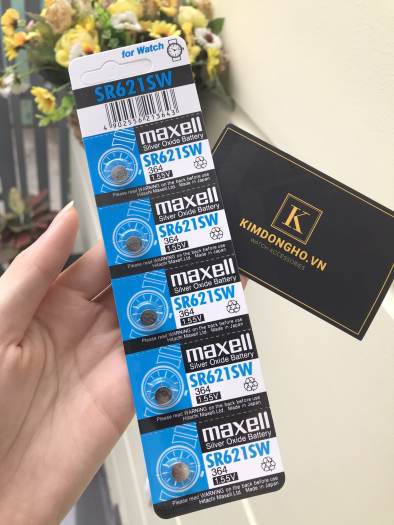 for Watch
SR621SW
4902556213643
maxell
Silver Oxide Battery
SR621SW
364
1.55V
Please read WARNING on the back before use
Hitachi Maxell Ltd. Made in Japan
maxell
Silver Oxide Battery
SR621SW
364
1.55V
Please read WARNING on the back before use
Hitachi Maxell Ltd. Made in Japan
maxell
Silver Oxide Battery
SR621SW
364
1.55V
Please read WARNING on the back before use
Hitachi Maxell Ltd. Made in Japan
maxell
Silver Oxide Battery
SR621SW
364
1.55V
Please read WARNING on the back before use
Hitachi Maxell Ltd. Made in Japan
maxell
Silver Oxide Battery
SR621SW
364
1.55V
Please read WARNING on the back before use
Hitachi Maxell Ltd. Made in Japan
K
KIMDONGHO.VN
WATCH ACCESSORIES